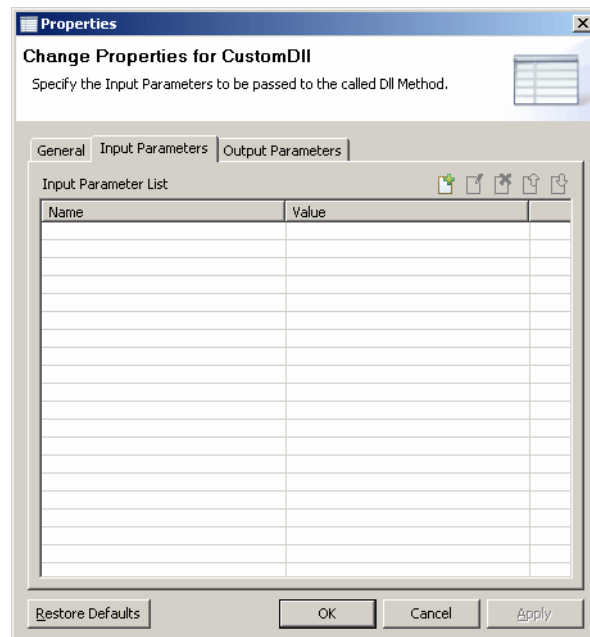 Properties
Change Properties for CustomDll
Specify the Input Parameters to be passed to the called Dll Method.
General Input Parameters Output Parameters
Input Parameter List
Name Value
Restore Defaults OK Cancel Apply